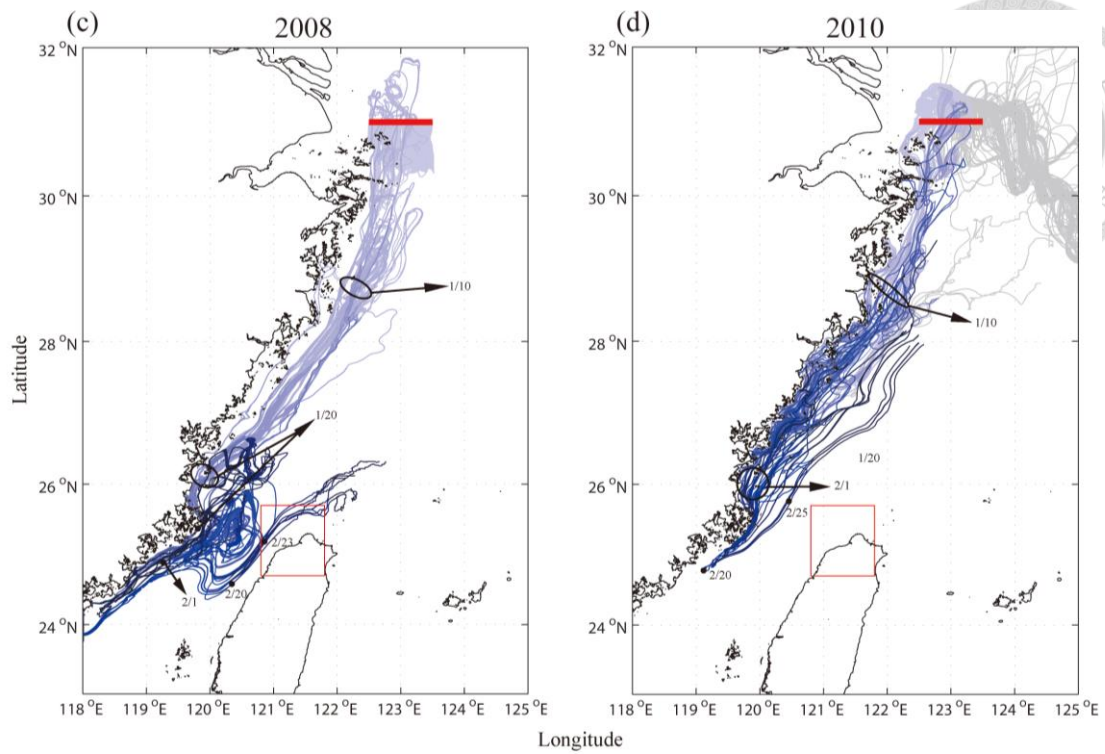 (c)
2008
(d)
2010
32 °N
30 °N
28 °N
26 °N
24 °N
1/10
1/20
2/23
2/20
2/1
118 °E
119 °E
120 °E
121 °E
122 °E
123 °E
124 °E
125 °E
32 °N
30 °N
28 °N
26 °N
24 °N
1/10
1/20
2/1
2/25
2/20
118 °E
119 °E
120 °E
121 °E
122 °E
123 °E
124 °E
125 °E
Latitude
Longitude